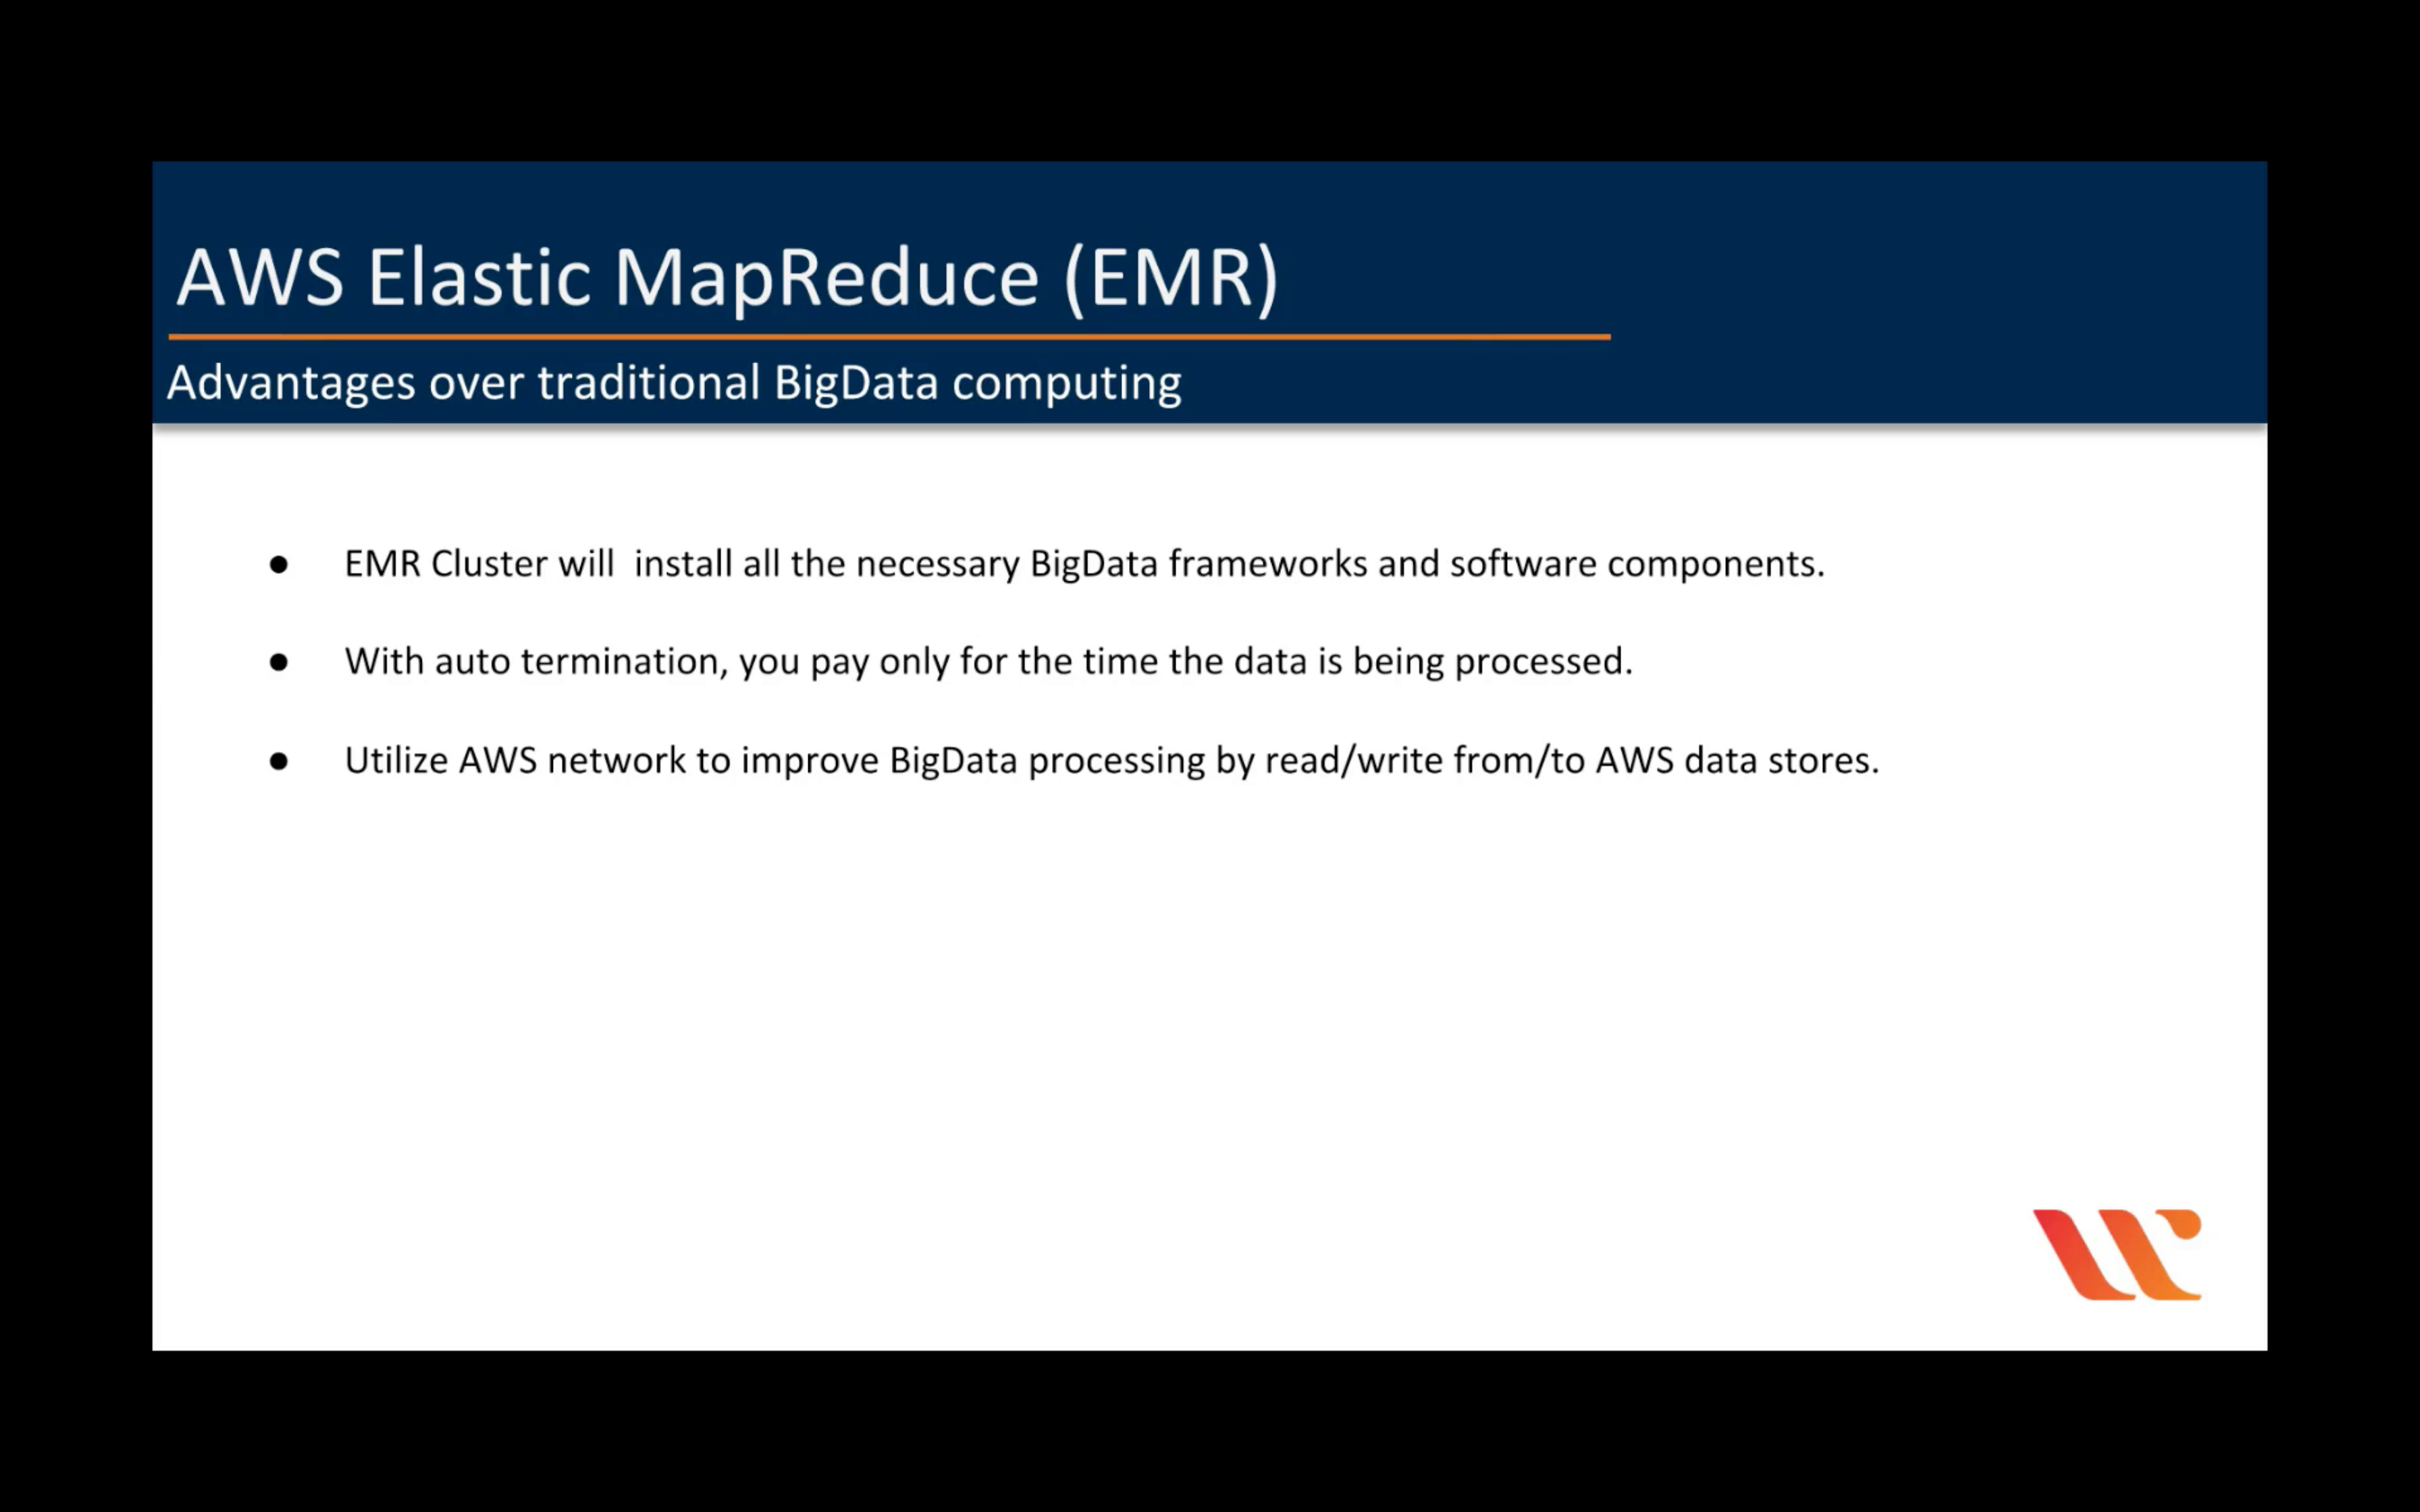 AWS Elastic MapReduce (EMR)
Advantages over traditional BigData computing
● EMR Cluster will  install all the necessary BigData frameworks and software components.
● With auto termination, you pay only for the time the data is being processed.
● Utilize AWS network to improve BigData processing by read/write from/to AWS data stores.